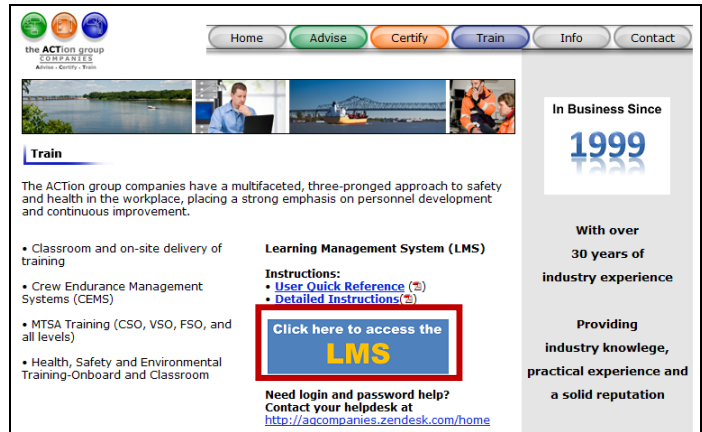 the ACTion group
COMPANIES
Advise - Certify - Train
Home
Advise
Certify
Train
Info
Contact
Train
The ACTion group companies have a multifaceted, three-pronged approach to safety
and health in the workplace, placing a strong emphasis on personnel development
and continuous improvement.
• Classroom and on-site delivery of
training
• Crew Endurance Management
Systems (CEMS)
• MTSA Training (CSO, VSO, FSO, and
all levels)
• Health, Safety and Environmental
Training-Onboard and Classroom
Learning Management System (LMS)
Instructions:
• User Quick Reference ()
• Detailed Instructions()
Click here to access the
LMS
Need login and password help?
Contact your helpdesk at
http://agcompanies.zendesk.com/home
In Business Since
1999
With over
30 years of
industry experience
Providing
industry knowlege,
practical experience and
a solid reputation